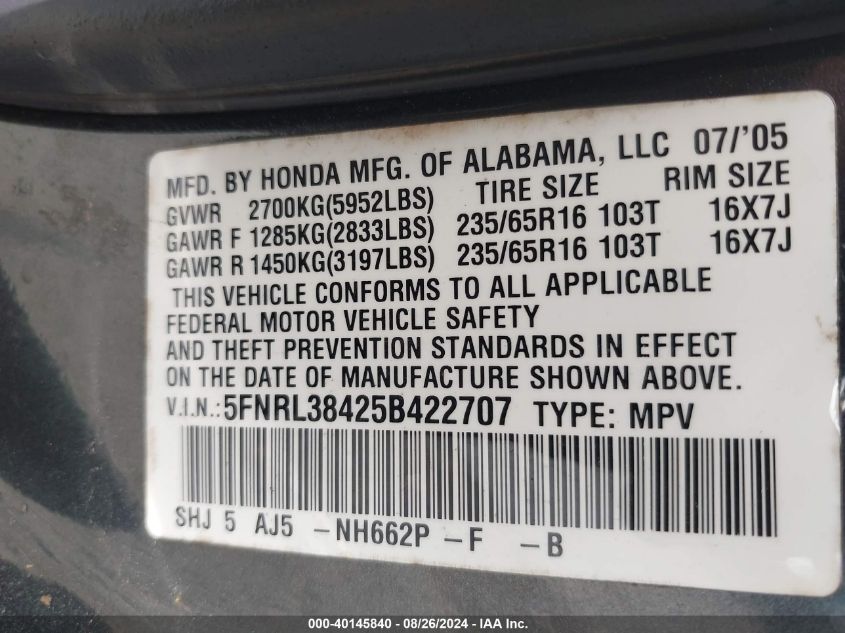 MFD. BY HONDA MFG. OF ALABAMA, LLC 07/'05
GVWR 2700KG(5952LBS) TIRE SIZE RIM SIZE
GAWR F 1285KG(2833LBS) 235/65R16 103T 16X7J
GAWR R 1450KG(3197LBS) 235/65R16 103T 16X7J
THIS VEHICLE CONFORMS TO ALL APPLICABLE
FEDERAL MOTOR VEHICLE SAFETY
AND THEFT PREVENTION STANDARDS IN EFFECT
ON THE DATE OF MANUFACTURE SHOWN ABOVE.
V.I.N.:5FNRL38425B422707 TYPE: MPV
SHJ 5 AJ5 -NH662P -F -B
000-40145840 - 08/26/2024 - IAA Inc.